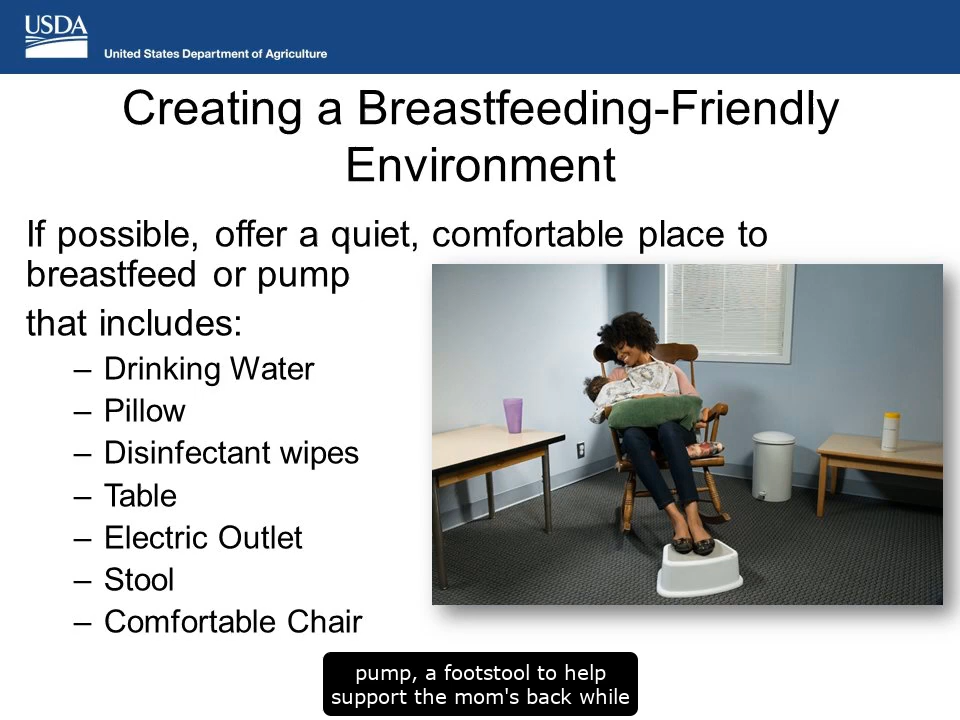 USDA
United States Department of Agriculture
Creating a Breastfeeding-Friendly
Environment
If possible, offer a quiet, comfortable place to
breastfeed or pump
that includes:
– Drinking Water
– Pillow
– Disinfectant wipes
– Table
– Electric Outlet
– Stool
– Comfortable Chair
pump, a footstool to help
support the mom's back while